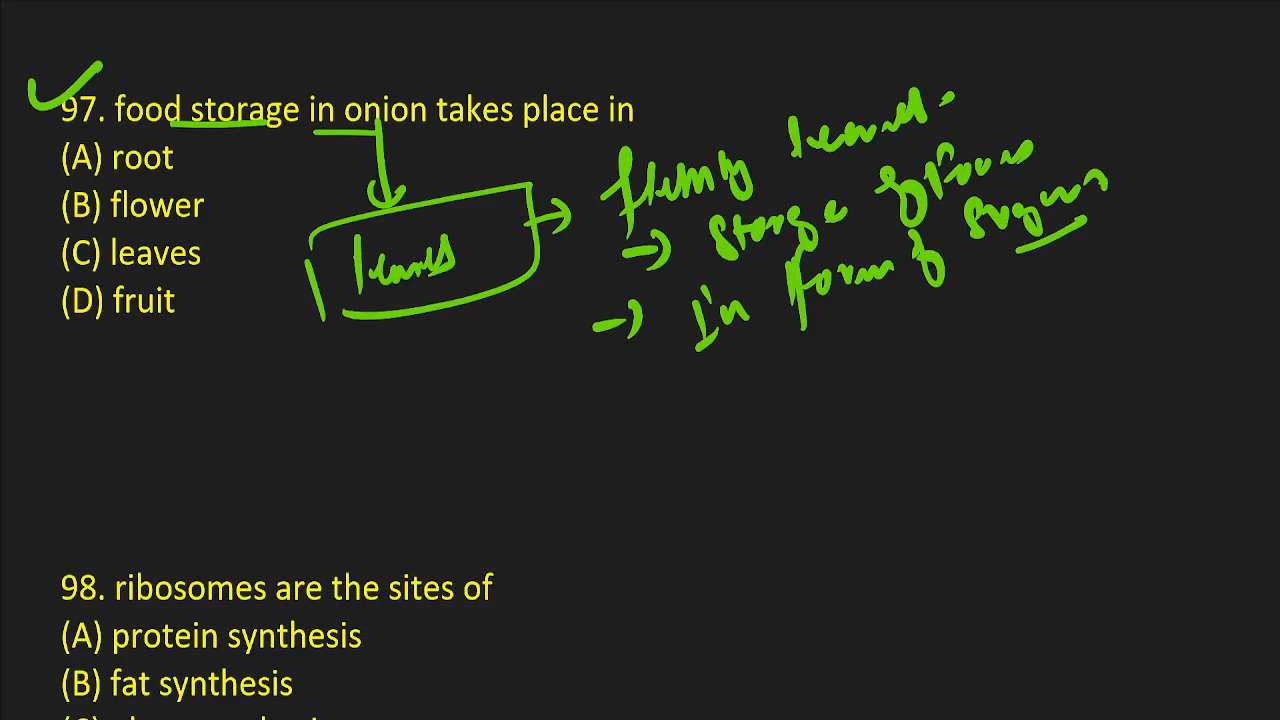 97. food storage in onion takes place in
(A) root
(B) flower
(C) leaves
(D) fruit
leaves
fleshy leaves.
→ storage of food
→ In form of sugars
98. ribosomes are the sites of
(A) protein synthesis
(B) fat synthesis